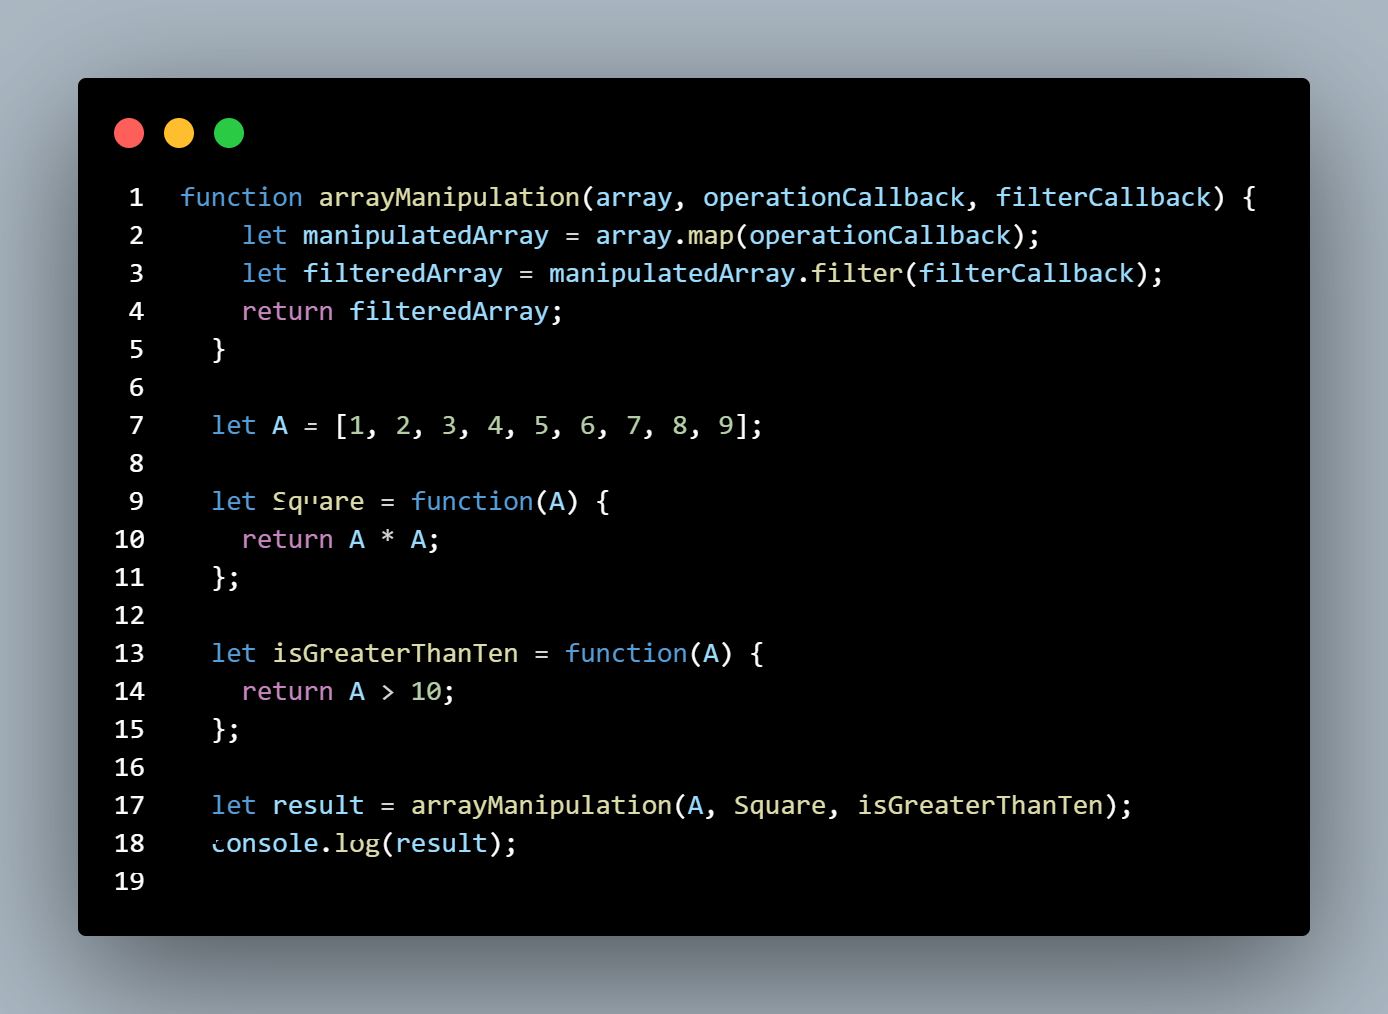 1 function arrayManipulation(array, operationCallback, filterCallback) {
2 let manipulatedArray = array.map(operationCallback);
3 let filteredArray = manipulatedArray.filter(filterCallback);
4 return filteredArray;
5 }
6
7 let A = [1, 2, 3, 4, 5, 6, 7, 8, 9];
8
9 let Square = function(A) {
10 return A * A;
11 };
12
13 let isGreaterThanTen = function(A) {
14 return A > 10;
15 };
16
17 let result = arrayManipulation(A, Square, isGreaterThanTen);
18 console.log(result);
19